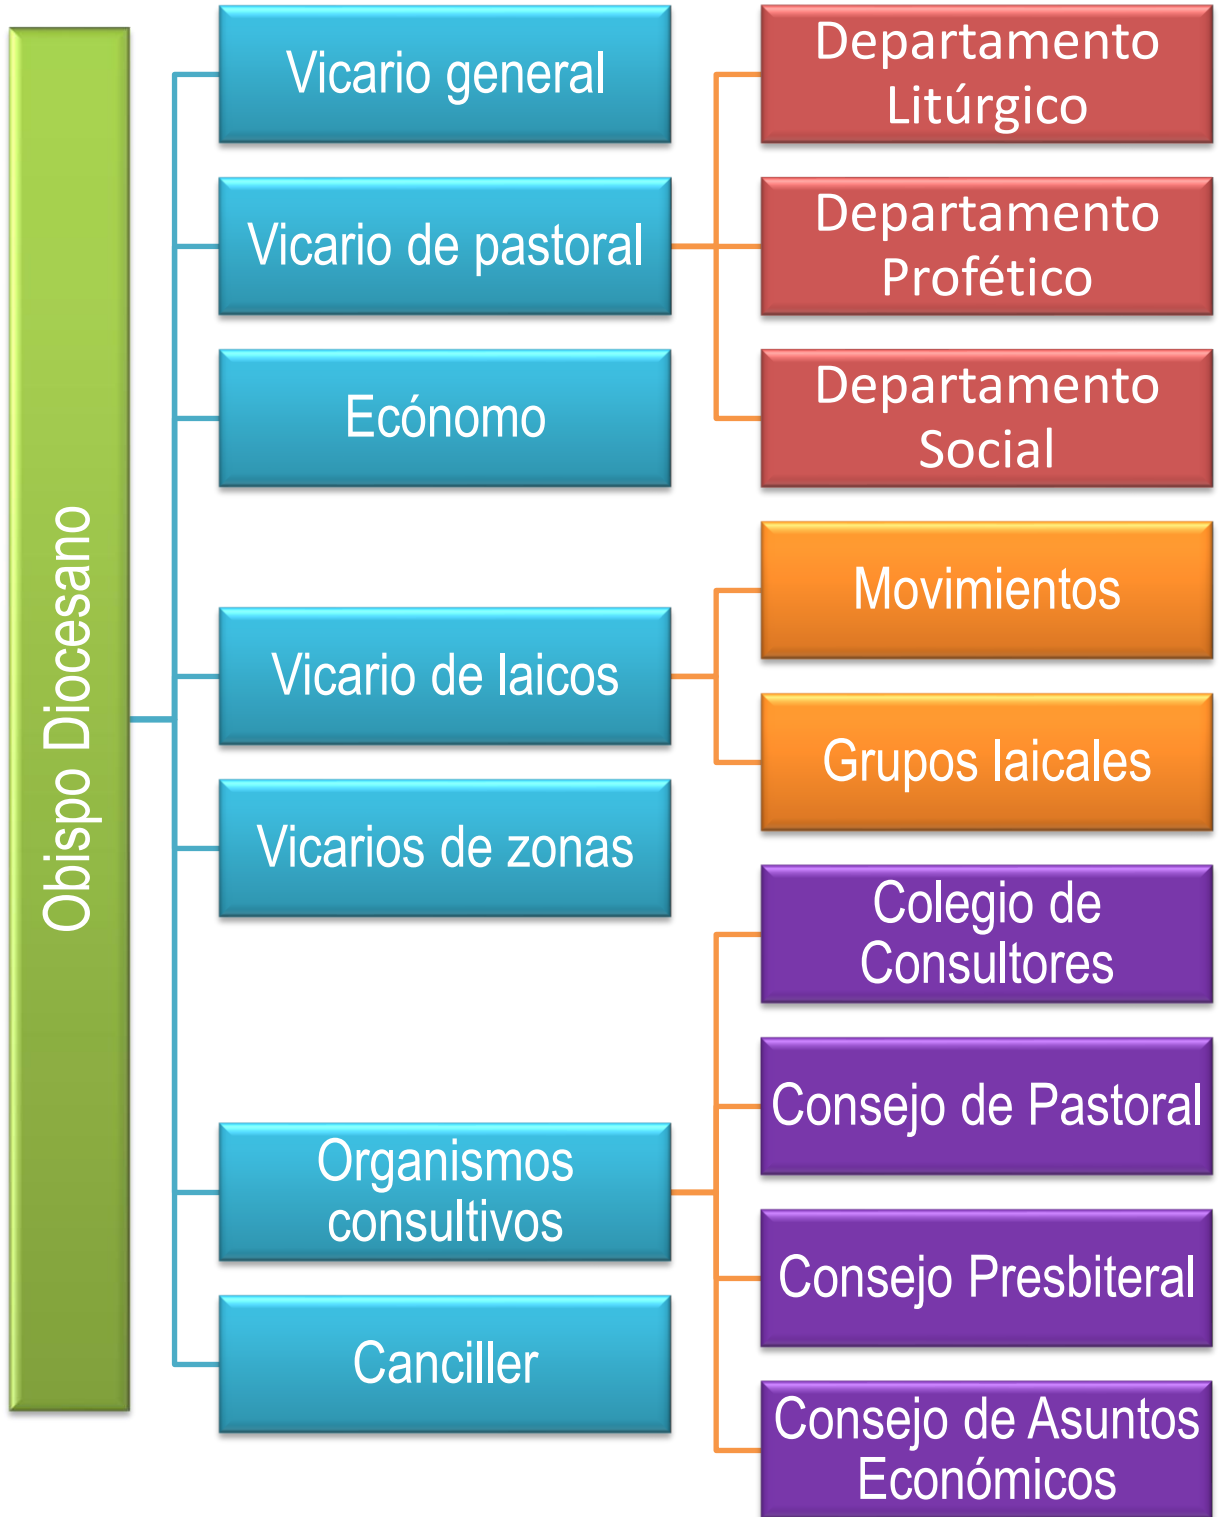 Obispo Diocesano
Vicario general
Vicario de pastoral
Ecónomo
Vicario de laicos
Vicarios de zonas
Organismos
consultivos
Canciller
Departamento
Litúrgico
Departamento
Profético
Departamento
Social
Movimientos
Grupos laicales
Colegio de
Consultores
Consejo de Pastoral
Consejo Presbiteral
Consejo de Asuntos
Económicos